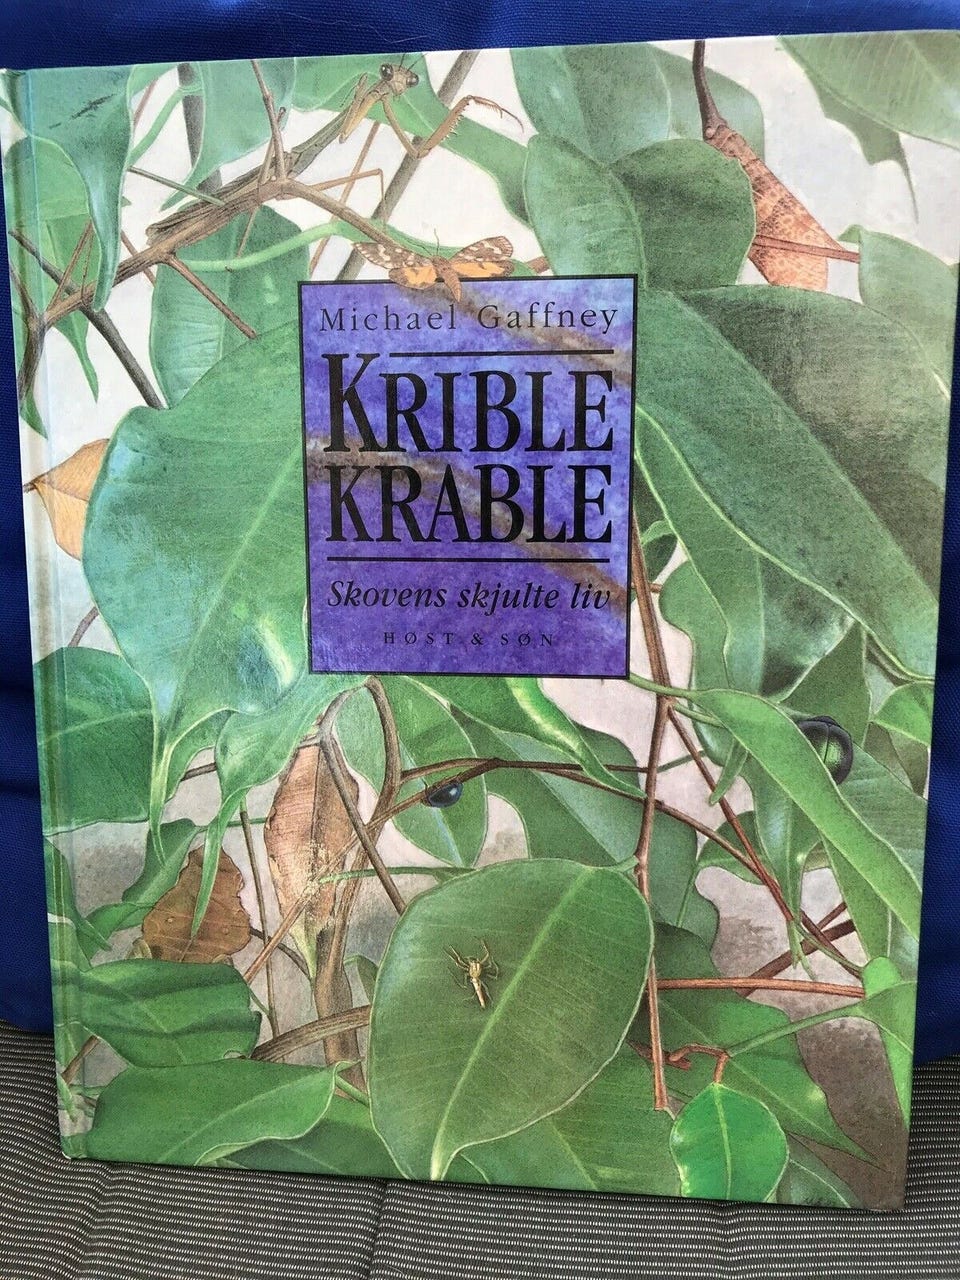 Michael Gaffney
KRIBLE
KRABLE
Skovens skjulte liv
HØST & SØN